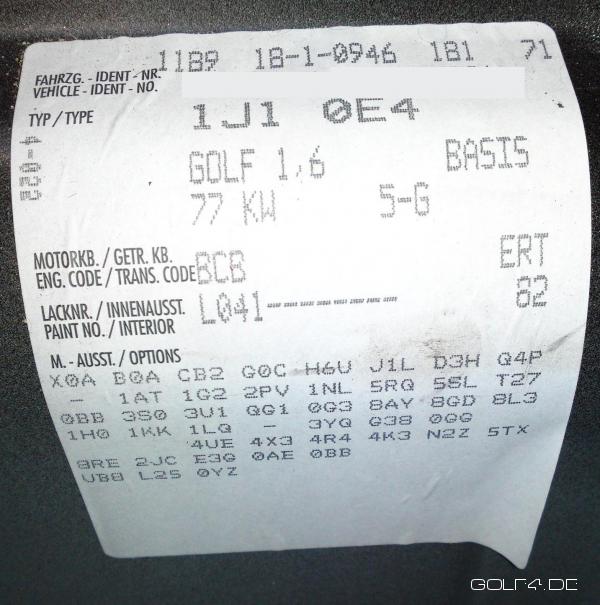 11B9 18-1-0946 1B1 71
FAHRZG. - IDENT - NR.
VEHICLE - IDENT - NO.
TYP / TYPE 1J1 0E4
4-033
GOLF 1,6 BASIS
77 KW 5-G
MOTORKB. / GETR. KB. ERT
ENG. CODE / TRANS. CODE BCB
LACKNR. / INNENAUSST. L041 62
PAINT NO. / INTERIOR
M. - AUSST. / OPTIONS
X0A B0A CB2 G0C H6U J1L D3H Q4P
- 1AT 1G2 2PV 1NL 5RQ 5SL T27
0BB 3S0 3U1 QG1 0G3 8AY 8GD 8L3
1H0 1KK 1LQ - 3YQ G38 0GG
4UE 4X3 4R4 4K3 N2Z 5TX
8RE 2JC E3G 0AE 0BB
UB8 L25 0YZ
GOLF4.DE